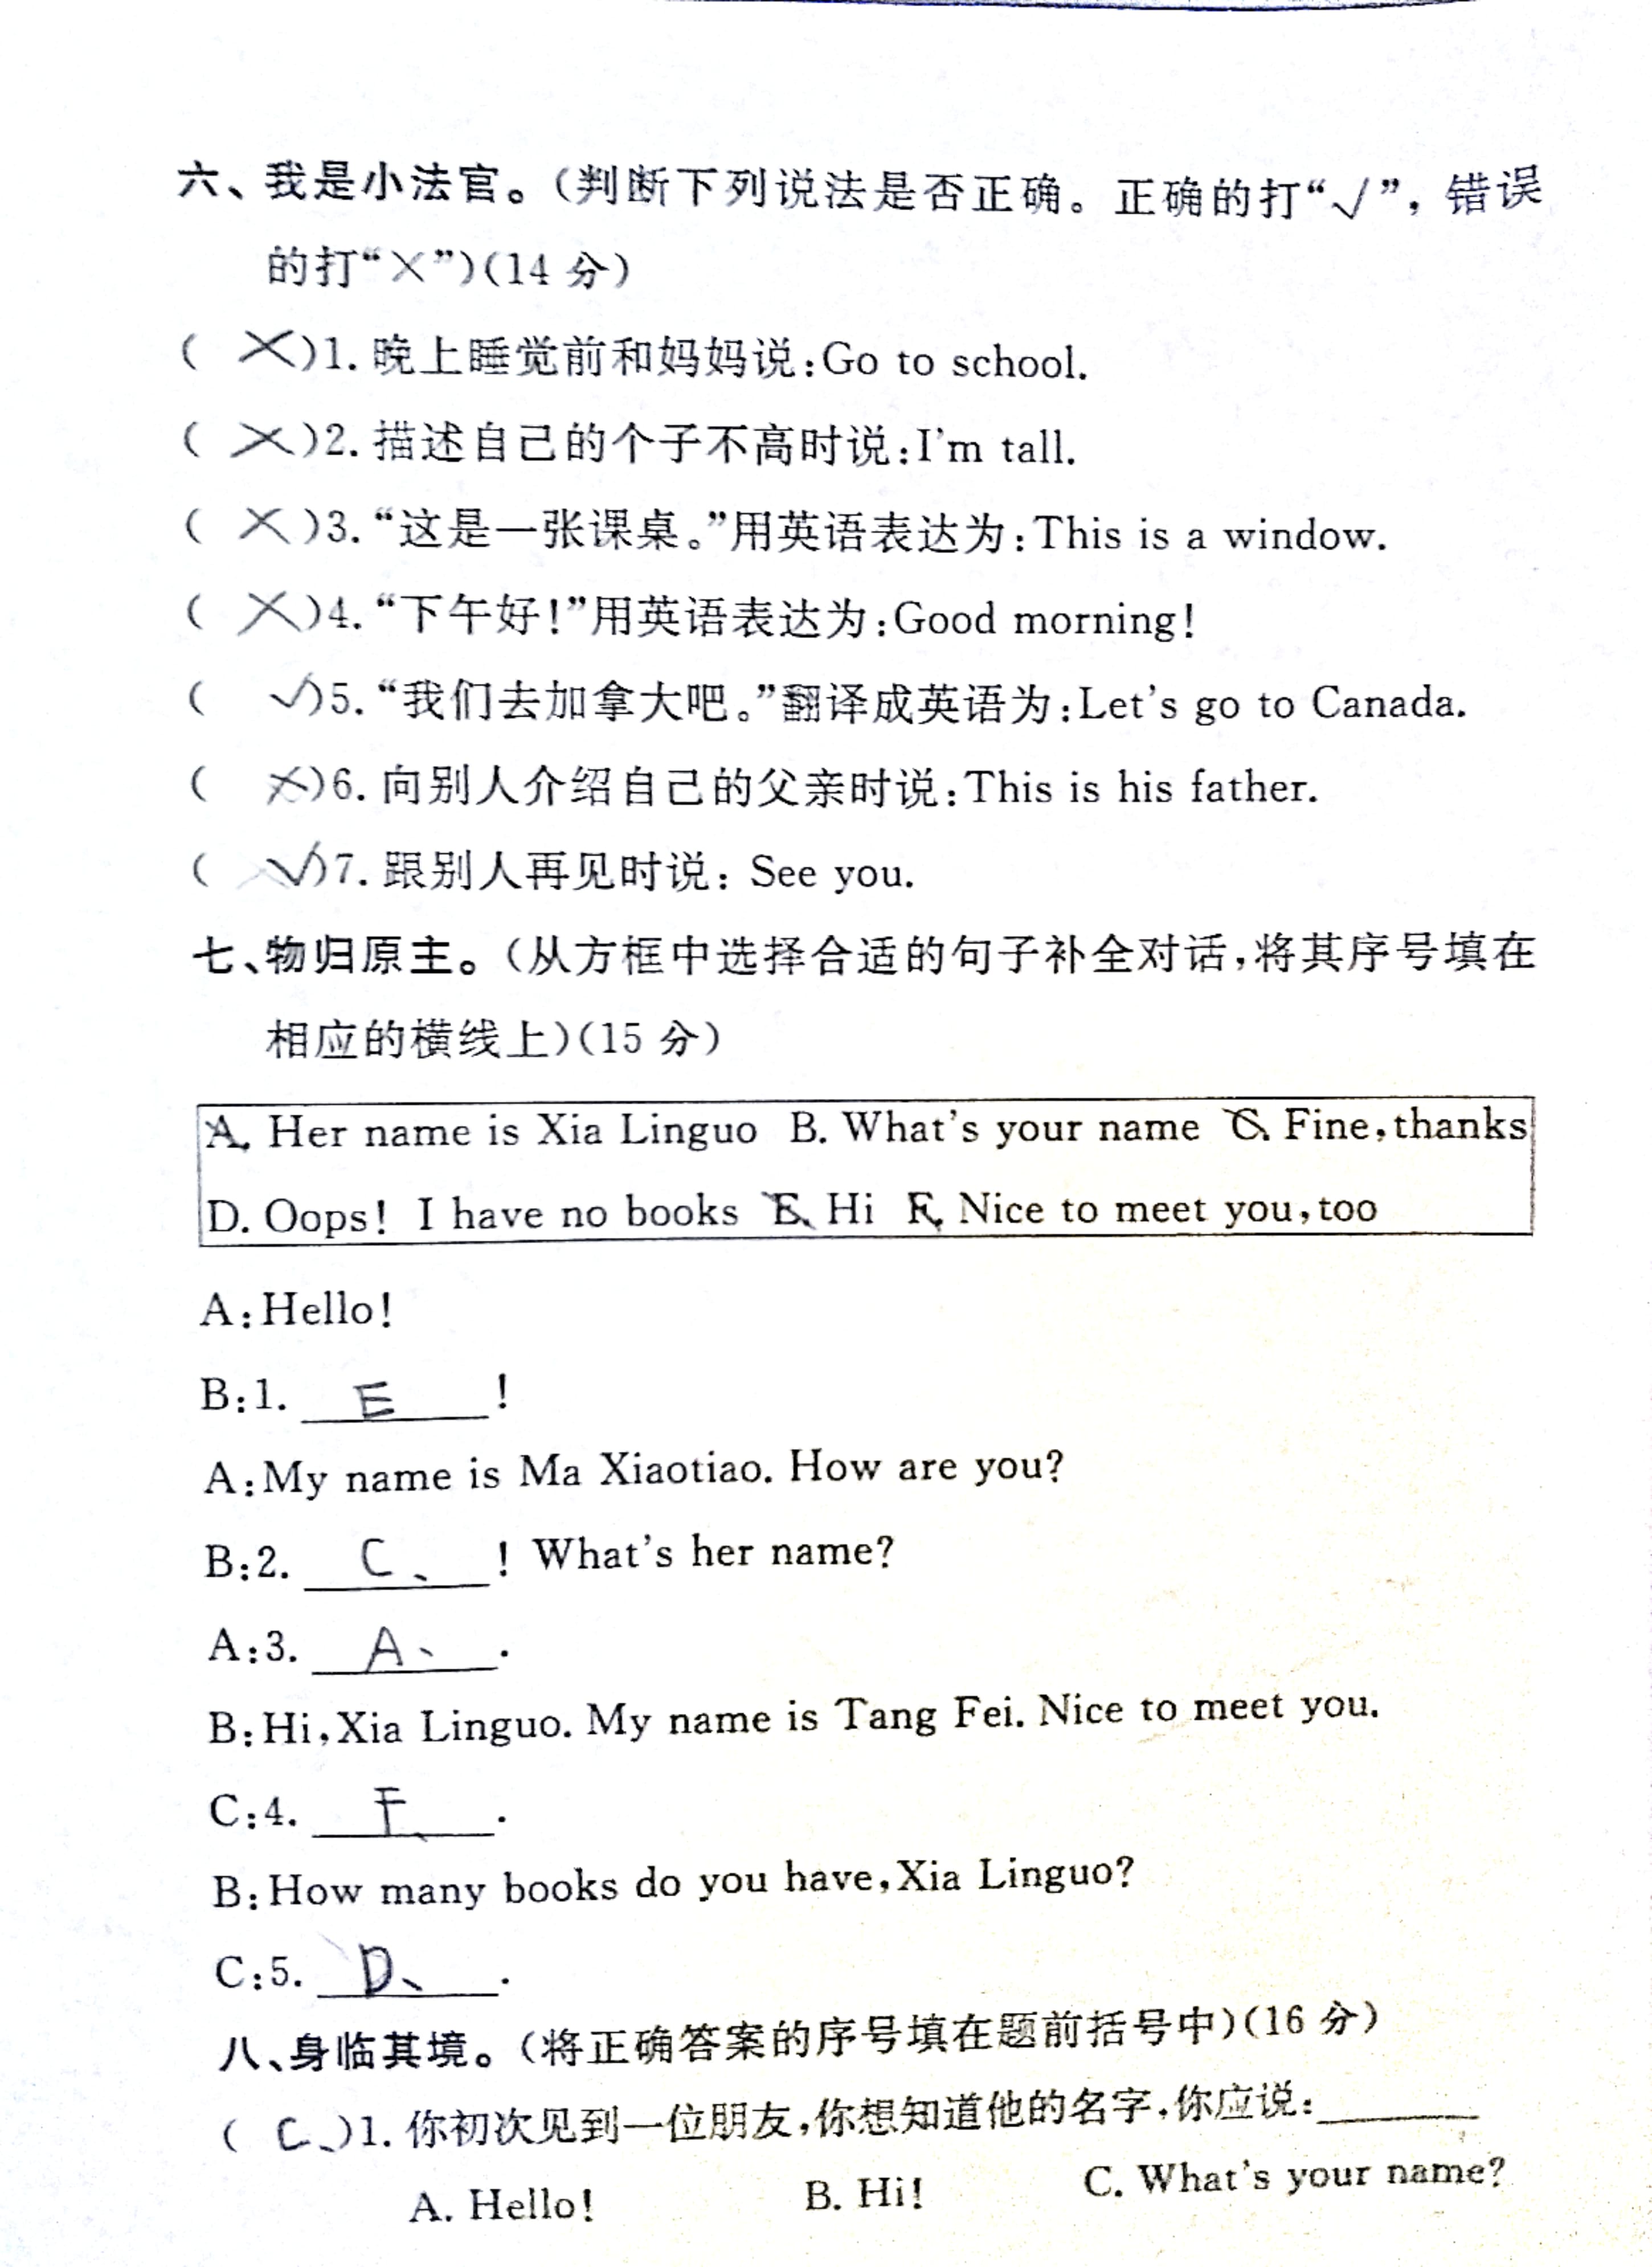 六、我是小法官。(判断下列说法是否正确。正确的打“√”,错误
的打“×”)(14 分)
( × )1. 晚上睡觉前和妈妈说:Go to school.
( × )2. 描述自己的个子不高时说:I'm tall.
( × )3. “这是一张课桌。”用英语表达为:This is a window.
( × )4. “下午好!”用英语表达为:Good morning!
( √ )5. “我们去加拿大吧。”翻译成英语为:Let's go to Canada.
( × )6. 向别人介绍自己的父亲时说:This is his father.
( √ )7. 跟别人再见时说: See you.
七、物归原主。(从方框中选择合适的句子补全对话,将其序号填在
相应的横线上)(15 分)
A. Her name is Xia Linguo B. What's your name C. Fine,thanks
D. Oops! I have no books E. Hi F. Nice to meet you,too
A:Hello!
B:1. E !
A:My name is Ma Xiaotiao. How are you?
B:2. C、 ! What's her name?
A:3. A、 .
B:Hi,Xia Linguo. My name is Tang Fei. Nice to meet you.
C:4. F、 .
B:How many books do you have,Xia Linguo?
C:5. D、 .
八、身临其境。(将正确答案的序号填在题前括号中)(16 分)
( C、)1. 你初次见到一位朋友,你想知道他的名字,你应说:______
A. Hello! B. Hi! C. What's your name?